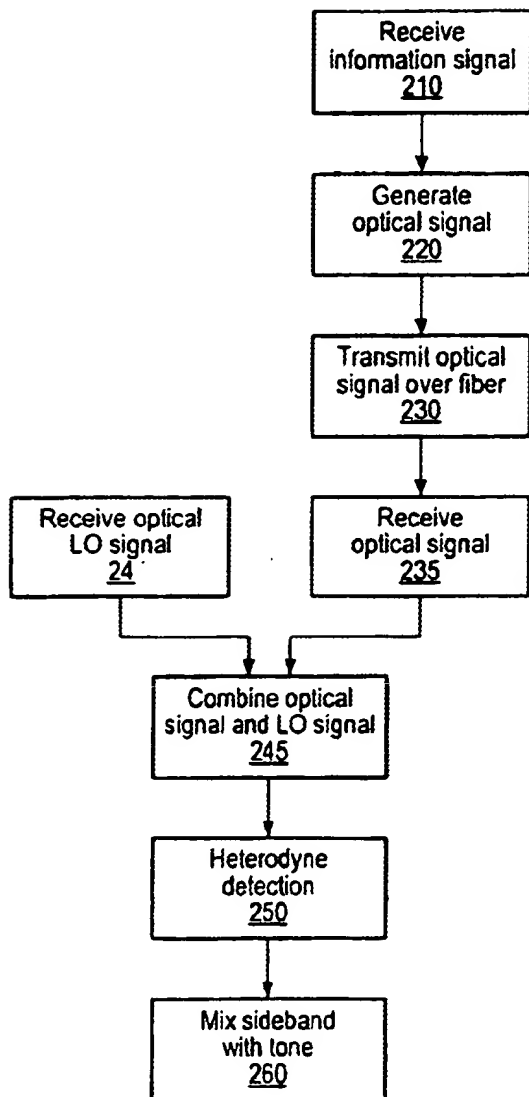 Receive
information signal
210
Generate
optical signal
220
Transmit optical
signal over fiber
230
Receive optical
LO signal
24
Receive
optical signal
235
Combine optical
signal and LO signal
245
Heterodyne
detection
250
Mix sideband
with tone
260